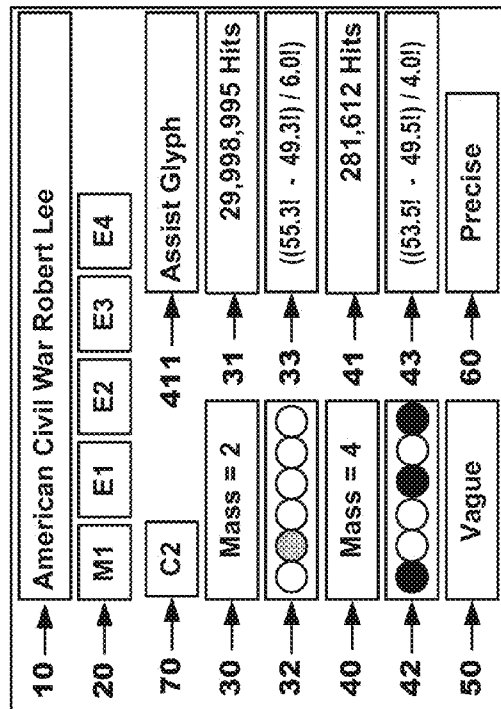 10 American Civil War Robert Lee
20 M1 E1 E2 E3 E4
70 C2 411 Assist Glyph
30 Mass = 2 31 29,998,995 Hits
32 33 ((55.3! - 49.3!) / 6.0!)
40 Mass = 4 41 281,612 Hits
42 43 ((53.5! - 49.5!) / 4.0!)
50 Vague 60 Precise